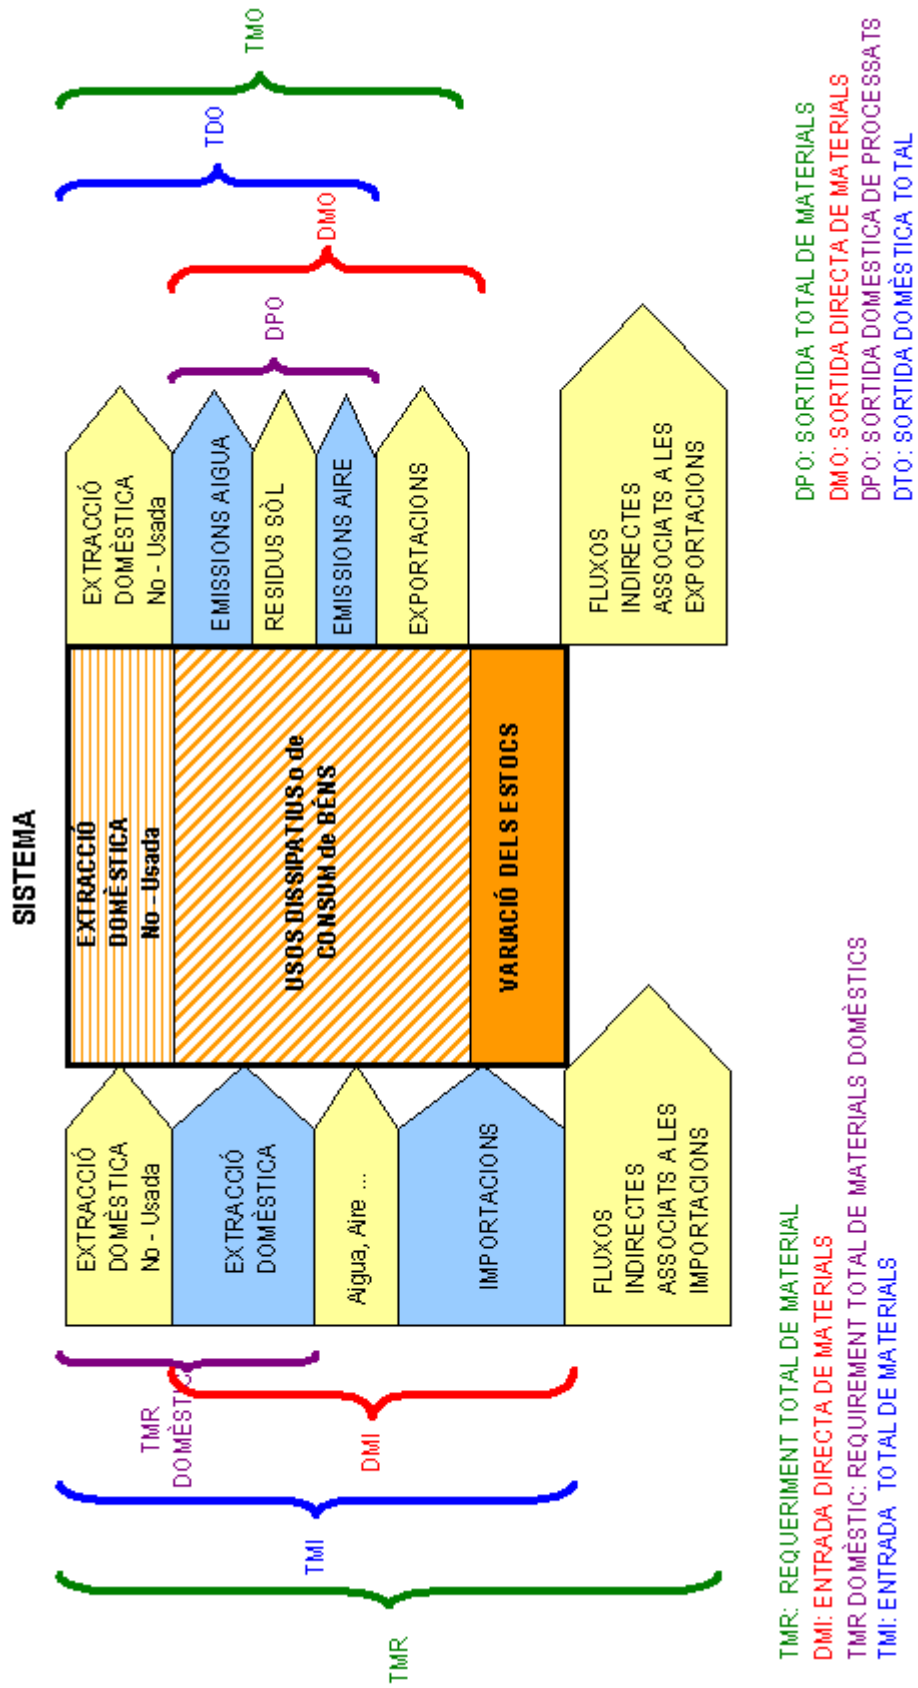 SISTEMA
TMR
TMI
TMR
DOMÈSTIC
DMI
EXTRACCIÓ
DOMÈSTICA
No - Usada
EXTRACCIÓ
DOMÈSTICA
Aigua, Aire ...
IMPORTACIONS
FLUXOS
INDIRECTES
ASSOCIATS A LES
IMPORTACIONS
EXTRACCIÓ
DOMÈSTICA
No - Usada
USOS DISSIPATIUS o de
CONSUM de BÉNS
VARIACIÓ DELS ESTOCS
EXTRACCIÓ
DOMÈSTICA
No - Usada
EMISSIONS AIGUA
RESIDUS SÒL
EMISSIONS AIRE
EXPORTACIONS
FLUXOS
INDIRECTES
ASSOCIATS A LES
EXPORTACIONS
DPO
DMO
TDO
TMO
TMR: REQUERIMENT TOTAL DE MATERIAL
DMI: ENTRADA DIRECTA DE MATERIALS
TMR DOMÈSTIC: REQUIREMENT TOTAL DE MATERIALS DOMÈSTICS
TMI: ENTRADA TOTAL DE MATERIALS
DPO: SORTIDA TOTAL DE MATERIALS
DMO: SORTIDA DIRECTA DE MATERIALS
DPO: SORTIDA DOMESTICA DE PROCESSATS
DTO: SORTIDA DOMÈSTICA TOTAL